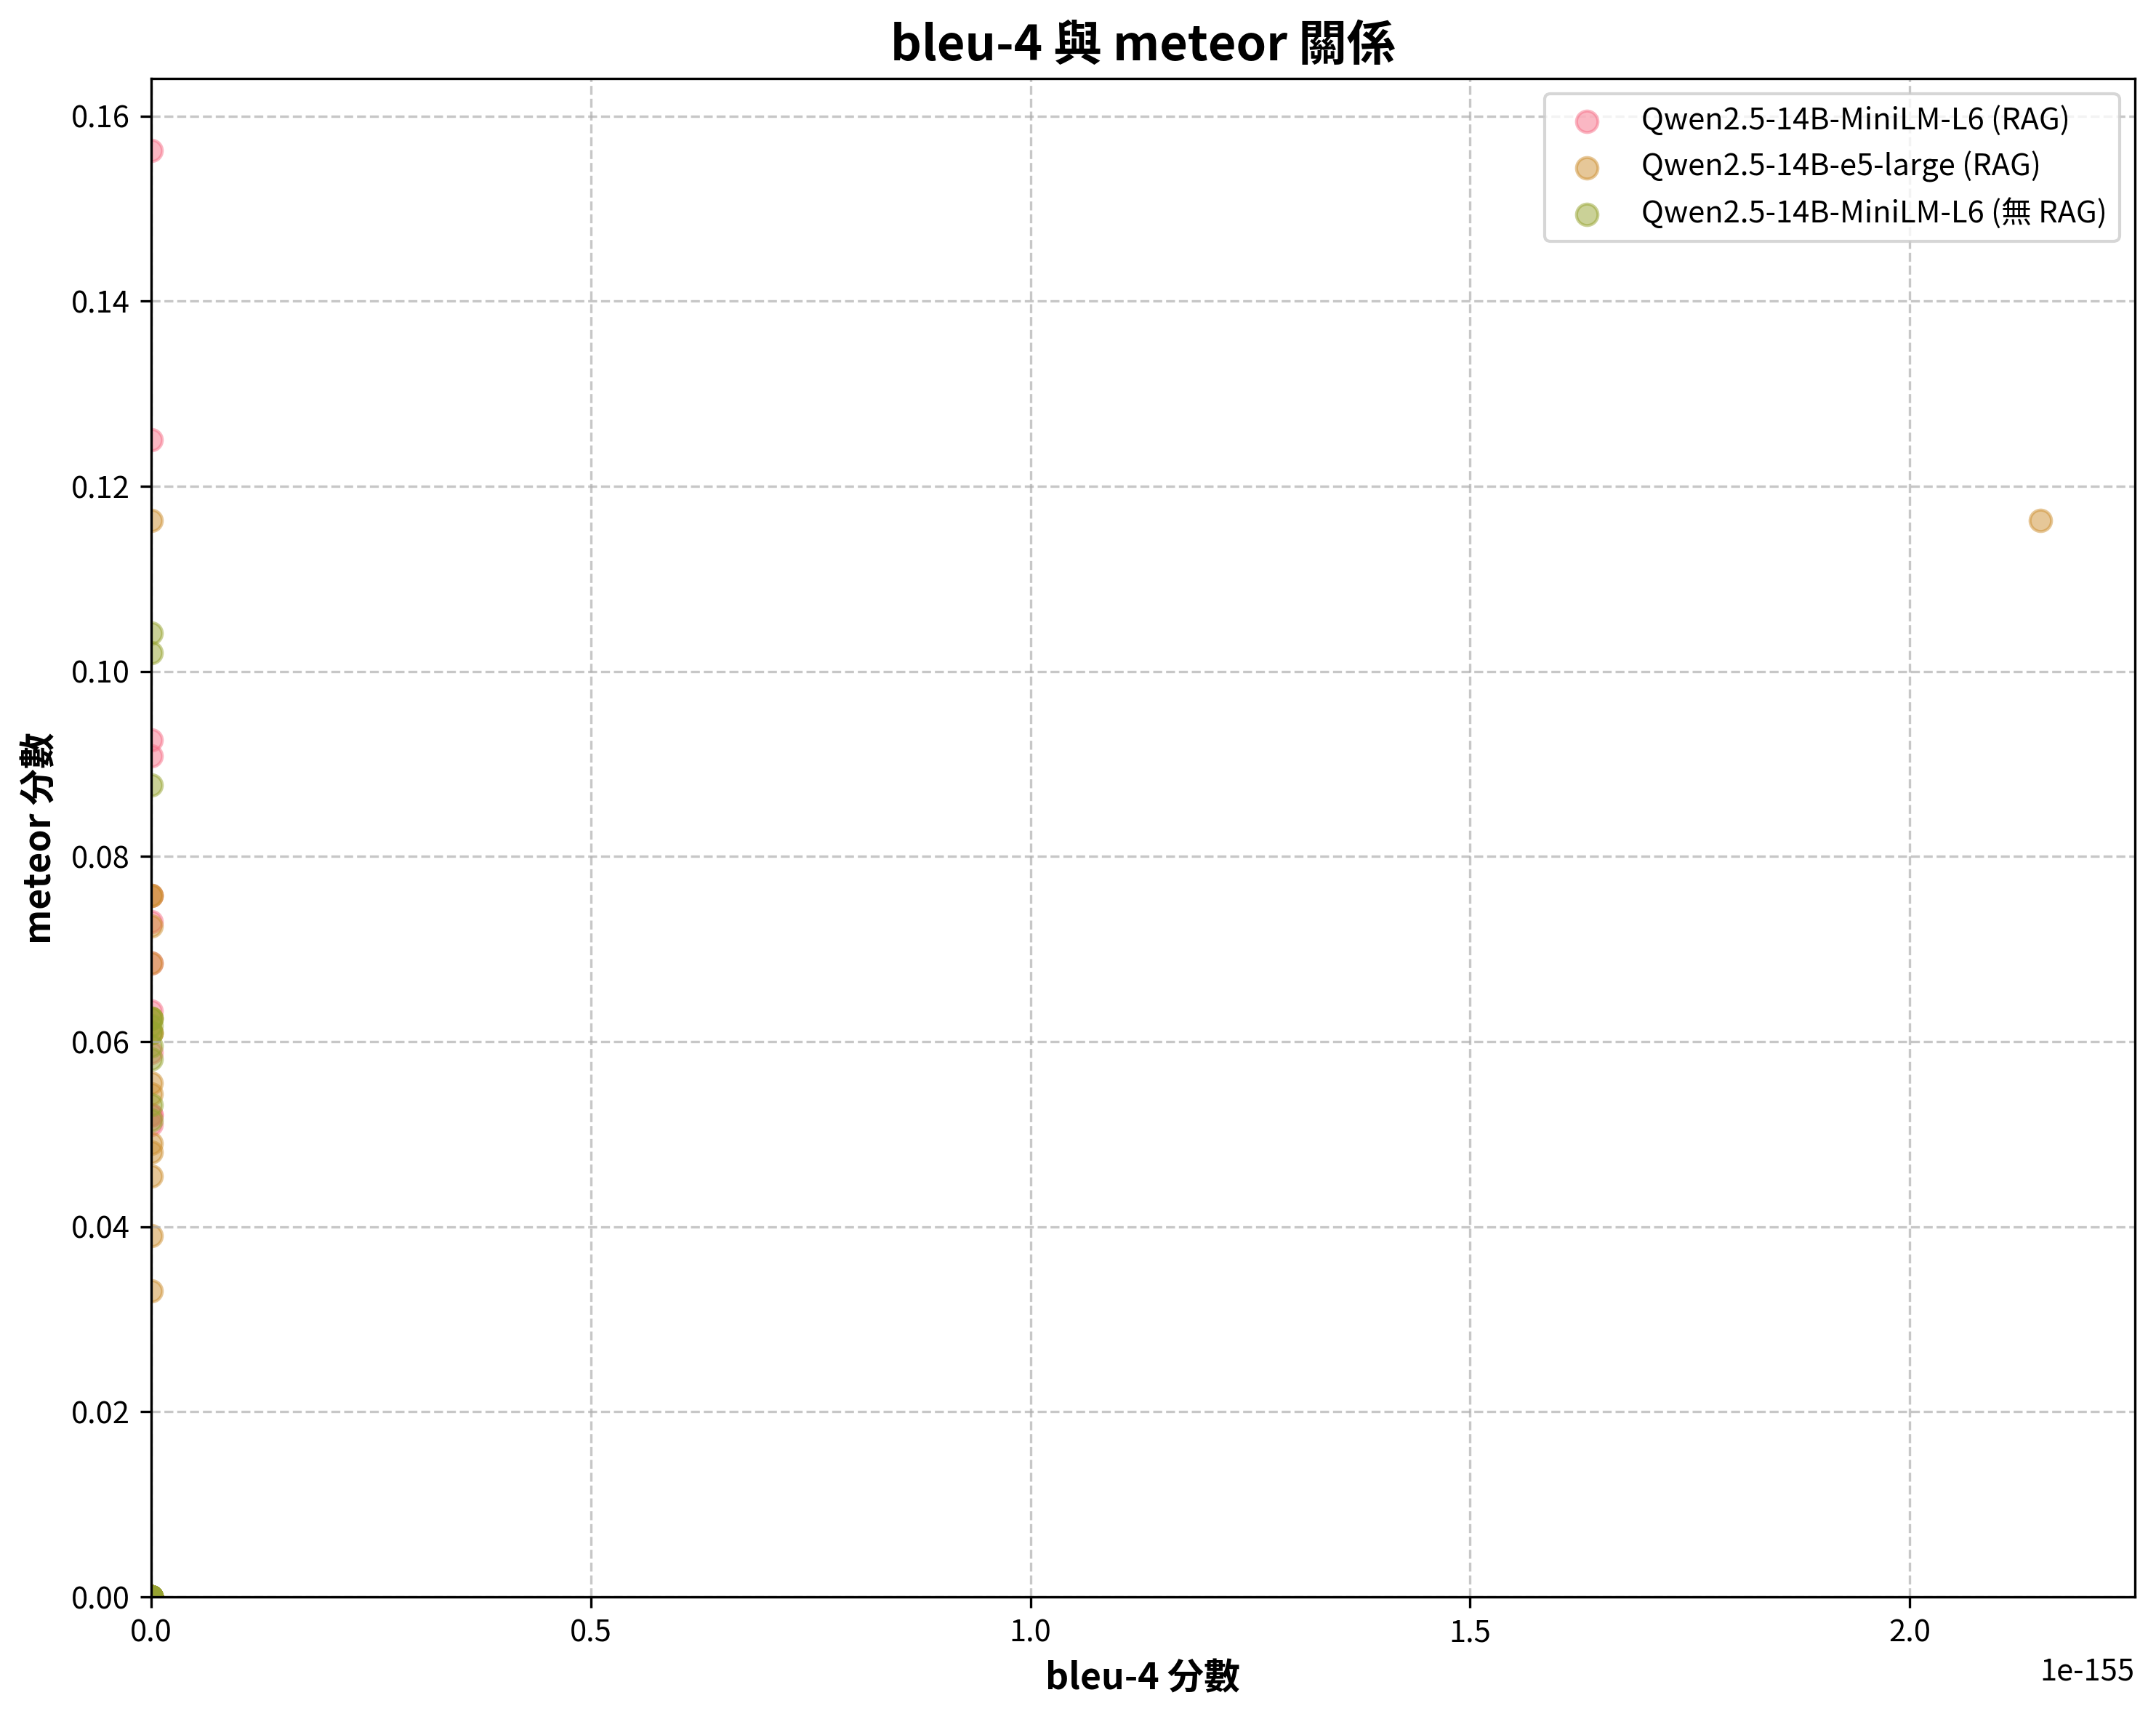 bleu-4 與 meteor 關係
Qwen2.5-14B-MiniLM-L6 (RAG)
Qwen2.5-14B-e5-large (RAG)
Qwen2.5-14B-MiniLM-L6 (無 RAG)
meteor 分數
0.16
0.14
0.12
0.10
0.08
0.06
0.04
0.02
0.00
0.0
0.5
1.0
1.5
2.0
1e-155
bleu-4 分數